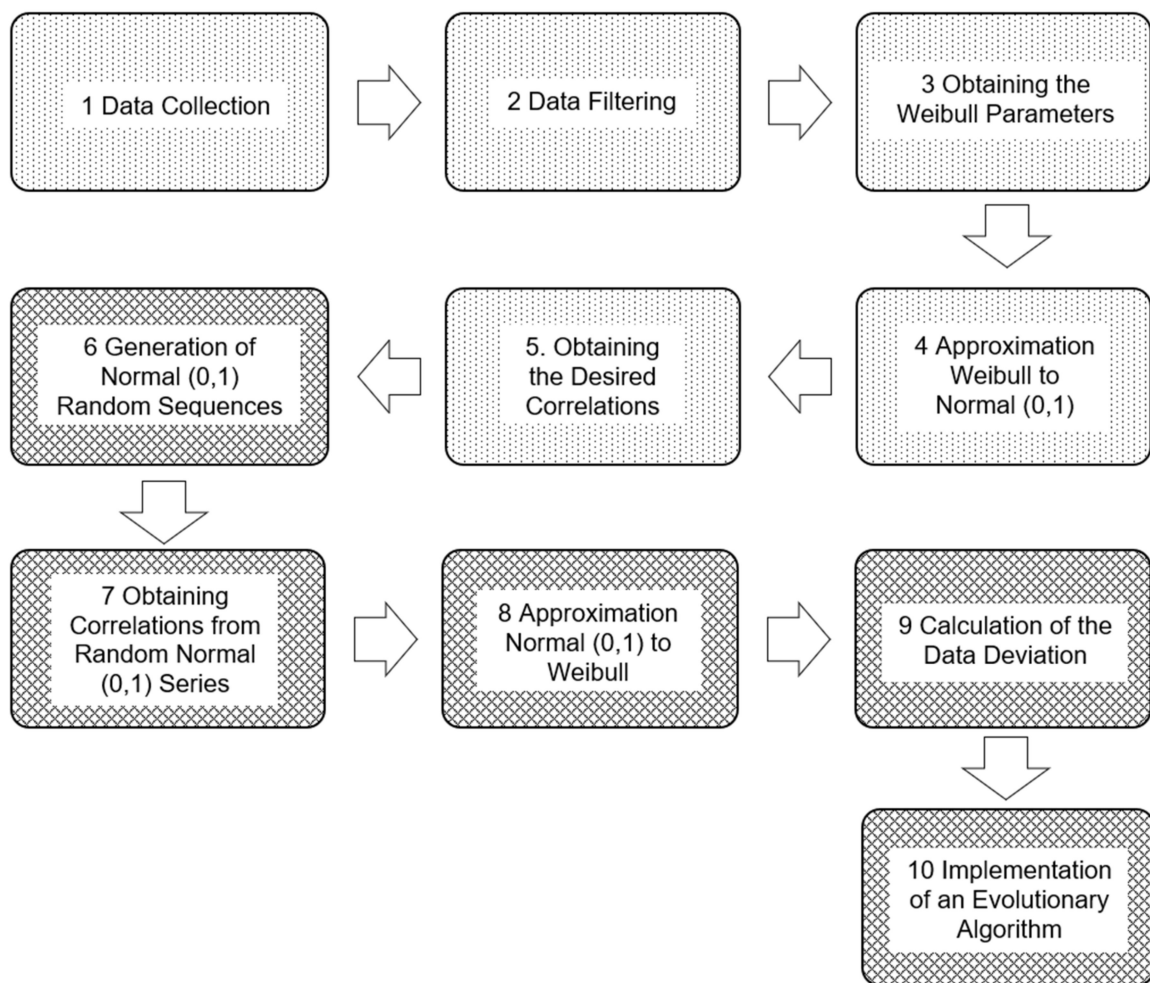 1 Data Collection
2 Data Filtering
3 Obtaining the
Weibull Parameters
4 Approximation
Weibull to
Normal (0,1)
5. Obtaining
the Desired
Correlations
6 Generation of
Normal (0,1)
Random Sequences
7 Obtaining
Correlations from
Random Normal
(0,1) Series
8 Approximation
Normal (0,1) to
Weibull
9 Calculation of the
Data Deviation
10 Implementation
of an Evolutionary
Algorithm